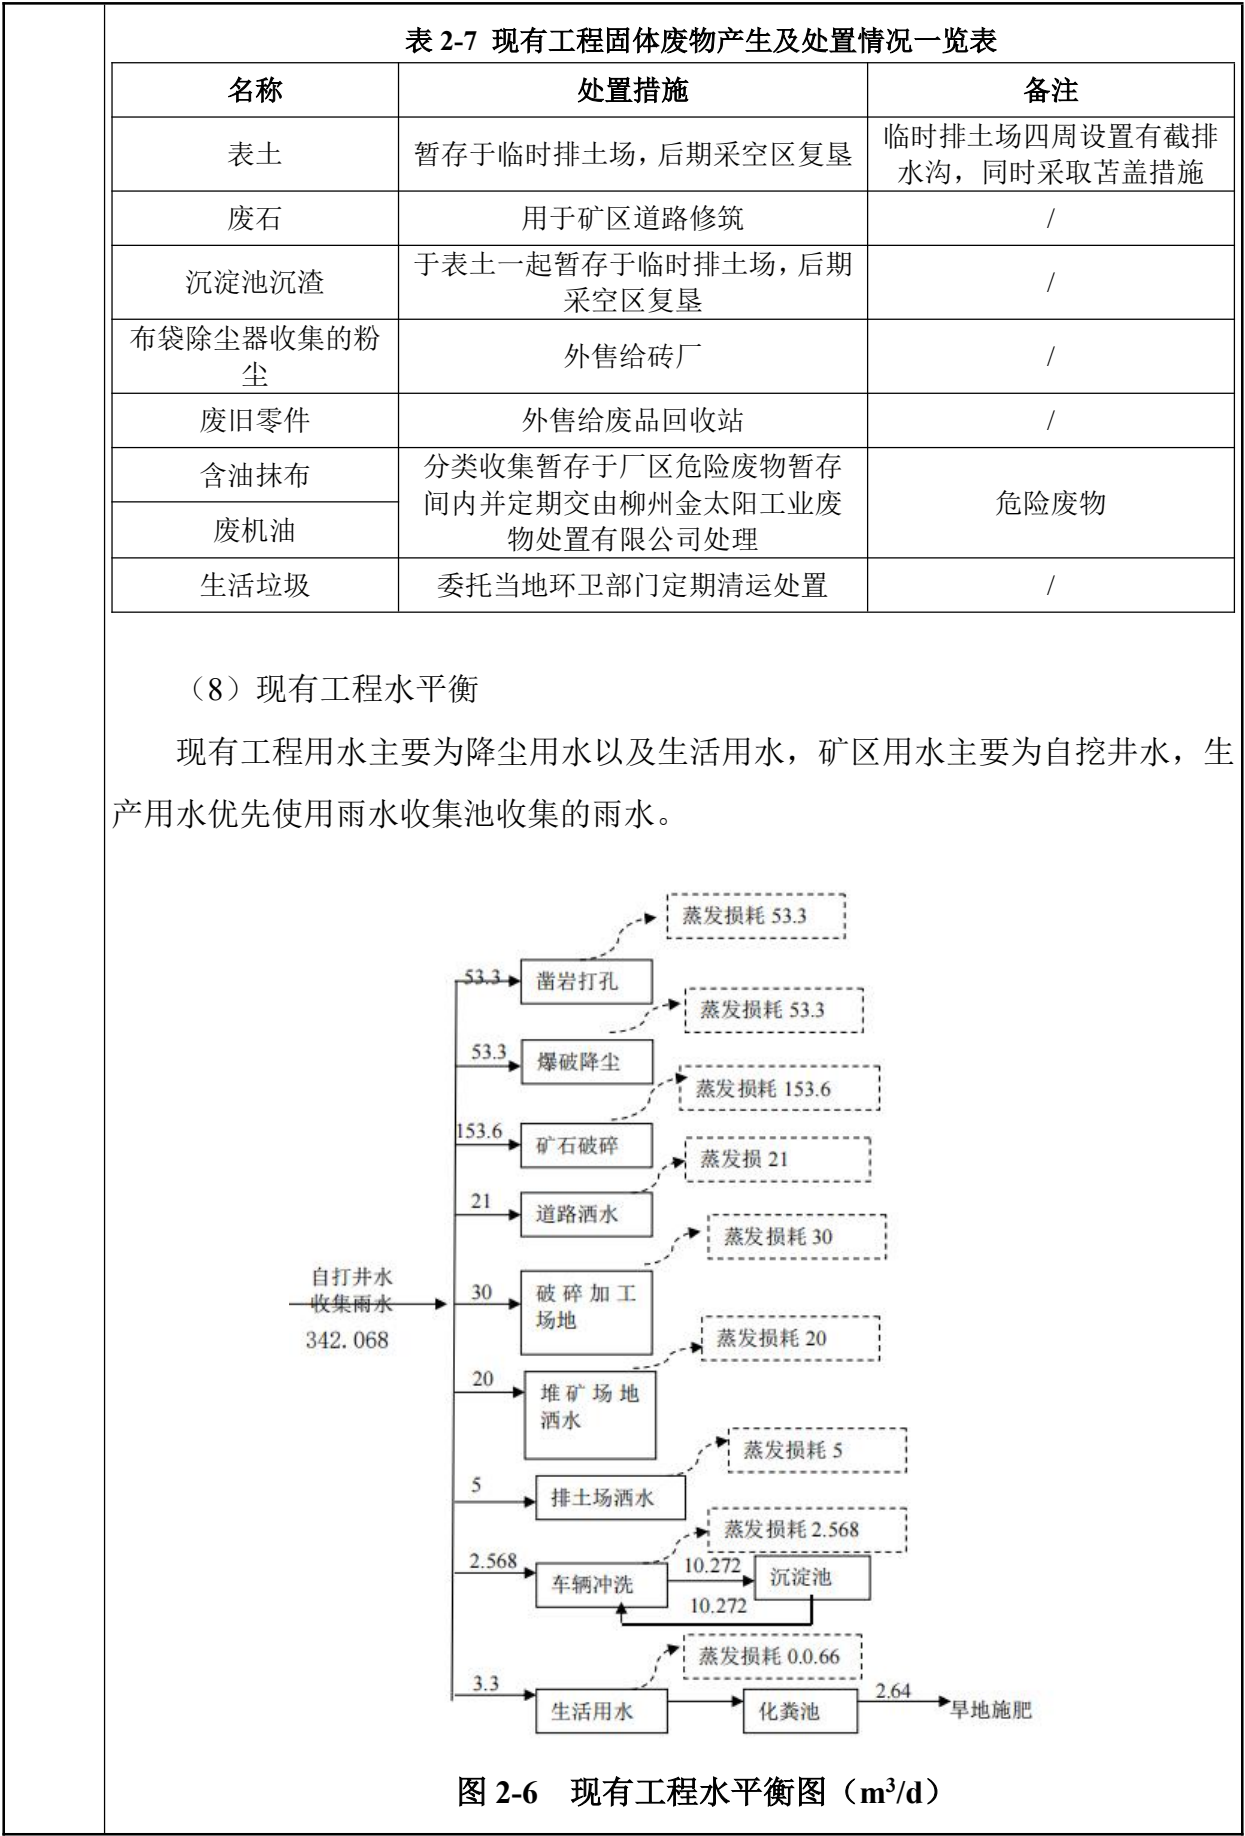 表 2-7 现有工程固体废物产生及处置情况一览表
名称 处置措施 备注
表土 暂存于临时排土场，后期采空区复垦 临时排土场四周设置有截排
水沟，同时采取苫盖措施
废石 用于矿区道路修筑 /
沉淀池沉渣 于表土一起暂存于临时排土场，后期
采空区复垦 /
布袋除尘器收集的粉
尘 外售给砖厂 /
废旧零件 外售给废品回收站 /
含油抹布 分类收集暂存于厂区危险废物暂存
间内并定期交由柳州金太阳工业废
物处置有限公司处理 危险废物
废机油
生活垃圾 委托当地环卫部门定期清运处置 /
（8）现有工程水平衡
现有工程用水主要为降尘用水以及生活用水，矿区用水主要为自挖井水，生
产用水优先使用雨水收集池收集的雨水。
蒸发损耗 53.3
53.3 凿岩打孔
蒸发损耗 53.3
53.3 爆破降尘
蒸发损耗 153.6
153.6 矿石破碎
蒸发损 21
21 道路洒水
蒸发损耗 30
自打井水
收集雨水
342.068
30 破碎加工
场地
蒸发损耗 20
20 堆矿场地
洒水
蒸发损耗 5
5 排土场洒水
蒸发损耗 2.568
2.568 车辆冲洗 10.272 沉淀池
10.272
蒸发损耗 0.0.66
3.3 生活用水 化粪池 2.64 旱地施肥
图 2-6 现有工程水平衡图（m³/d）